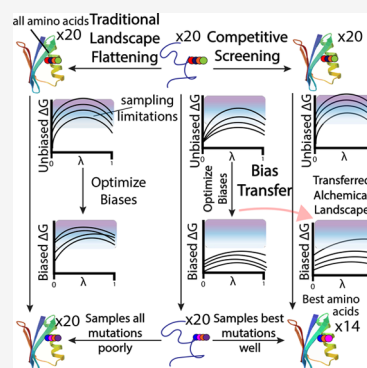 all amino acids
x20
Traditional
Landscape
Flattening
x20
Competitive
Screening
x20
Unbiased ΔG
sampling
limitations
0
λ
1
Unbiased ΔG
0
λ
1
Unbiased ΔG
0
λ
1
Optimize
Biases
Optimize
Biases
Bias
Transfer
Transferred
Alchemical
Landscape
Biased ΔG
0
λ
1
Biased ΔG
0
λ
1
Biased ΔG
0
λ
1
x20
Samples all
mutations
poorly
x20
Samples best
mutations
well
Best amino
acids
x14